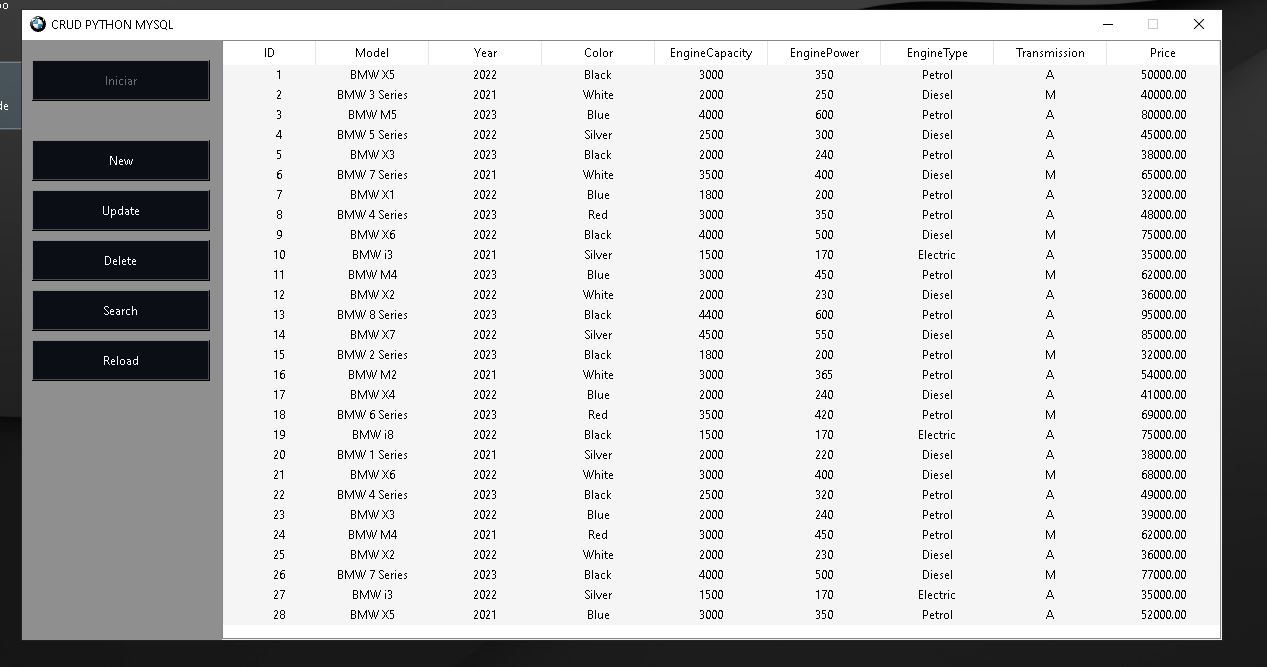 CRUD PYTHON MYSQL
Iniciar
New
Update
Delete
Search
Reload
ID Model Year Color EngineCapacity EnginePower EngineType Transmission Price
1 BMW X5 2022 Black 3000 350 Petrol A 50000.00
2 BMW 3 Series 2021 White 2000 250 Diesel M 40000.00
3 BMW M5 2023 Blue 4000 600 Petrol A 80000.00
4 BMW 5 Series 2022 Silver 2500 300 Diesel A 45000.00
5 BMW X3 2023 Black 2000 240 Petrol A 38000.00
6 BMW 7 Series 2021 White 3500 400 Diesel M 65000.00
7 BMW X1 2022 Blue 1800 200 Petrol A 32000.00
8 BMW 4 Series 2023 Red 3000 350 Petrol A 48000.00
9 BMW X6 2022 Black 4000 500 Diesel M 75000.00
10 BMW i3 2021 Silver 1500 170 Electric A 35000.00
11 BMW M4 2023 Blue 3000 450 Petrol M 62000.00
12 BMW X2 2022 White 2000 230 Diesel A 36000.00
13 BMW 8 Series 2023 Black 4400 600 Petrol A 95000.00
14 BMW X7 2022 Silver 4500 550 Diesel A 85000.00
15 BMW 2 Series 2023 Black 1800 200 Petrol M 32000.00
16 BMW M2 2021 White 3000 365 Petrol A 54000.00
17 BMW X4 2022 Blue 2000 240 Diesel A 41000.00
18 BMW 6 Series 2023 Red 3500 420 Petrol M 69000.00
19 BMW i8 2022 Black 1500 170 Electric A 75000.00
20 BMW 1 Series 2021 Silver 2000 220 Diesel A 38000.00
21 BMW X6 2022 White 3000 400 Diesel M 68000.00
22 BMW 4 Series 2023 Black 2500 320 Petrol A 49000.00
23 BMW X3 2022 Blue 2000 240 Petrol A 39000.00
24 BMW M4 2021 Red 3000 450 Petrol M 62000.00
25 BMW X2 2022 White 2000 230 Diesel A 36000.00
26 BMW 7 Series 2023 Black 4000 500 Diesel M 77000.00
27 BMW i3 2022 Silver 1500 170 Electric A 35000.00
28 BMW X5 2021 Blue 3000 350 Petrol A 52000.00